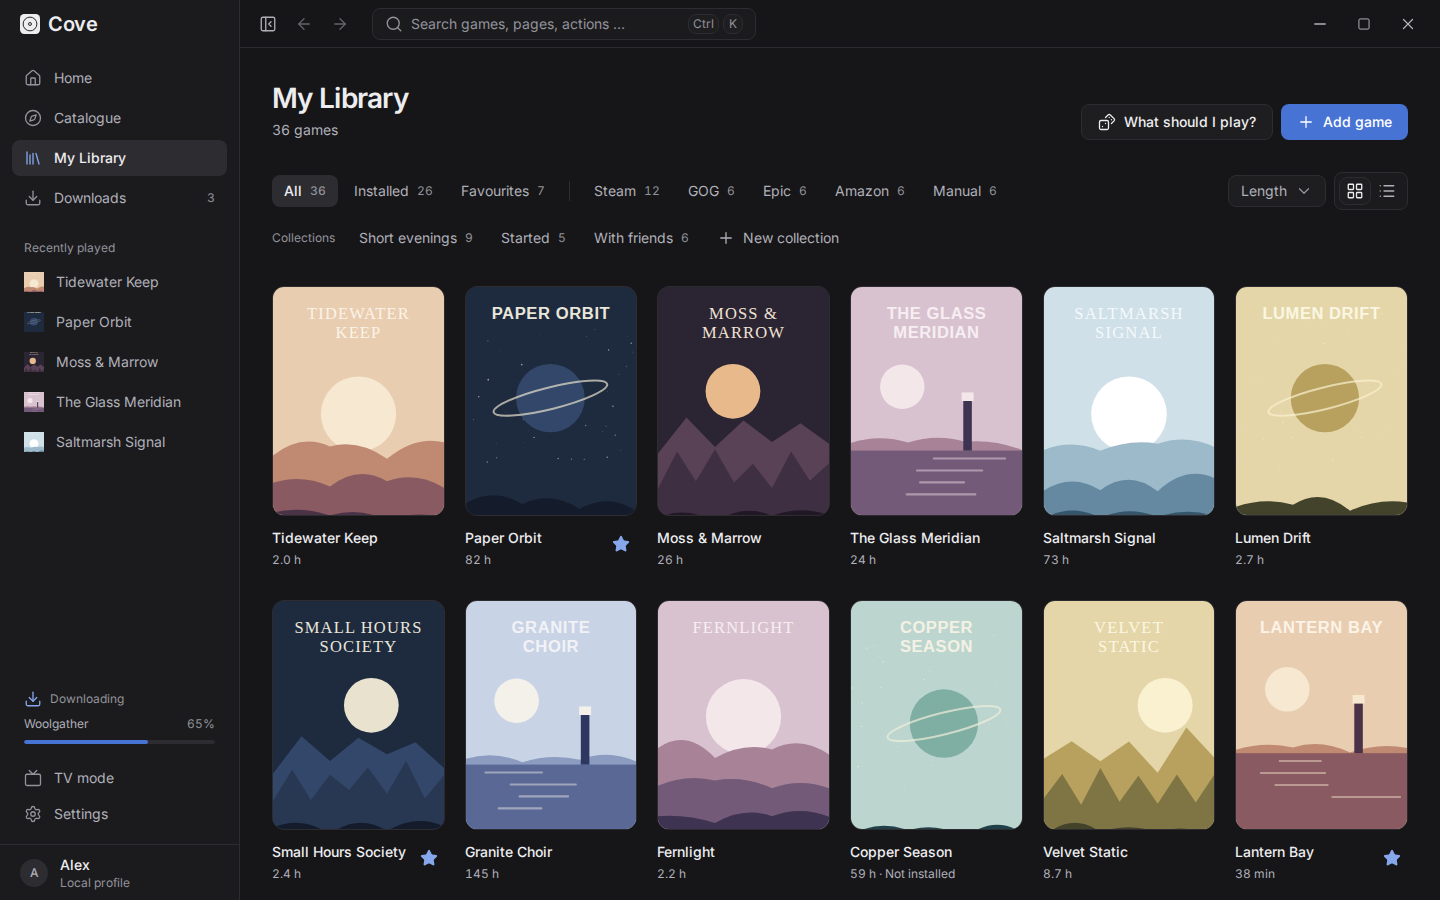 Cove
Search games, pages, actions ...
Ctrl K
Home
Catalogue
My Library
Downloads 3
Recently played
Tidewater Keep
Paper Orbit
Moss & Marrow
The Glass Meridian
Saltmarsh Signal
Downloading
Woolgather 65%
TV mode
Settings
A
Alex
Local profile
My Library
36 games
What should I play?
Add game
All 36
Installed 26
Favourites 7
Steam 12
GOG 6
Epic 6
Amazon 6
Manual 6
Length
Collections
Short evenings 9
Started 5
With friends 6
New collection
TIDEWATER
KEEP
Tidewater Keep
2.0 h
PAPER ORBIT
Paper Orbit
82 h
MOSS &
MARROW
Moss & Marrow
26 h
THE GLASS
MERIDIAN
The Glass Meridian
24 h
SALTMARSH
SIGNAL
Saltmarsh Signal
73 h
LUMEN DRIFT
Lumen Drift
2.7 h
SMALL HOURS
SOCIETY
Small Hours Society
2.4 h
GRANITE
CHOIR
Granite Choir
145 h
FERNLIGHT
Fernlight
2.2 h
COPPER
SEASON
Copper Season
59 h · Not installed
VELVET
STATIC
Velvet Static
8.7 h
LANTERN BAY
Lantern Bay
38 min